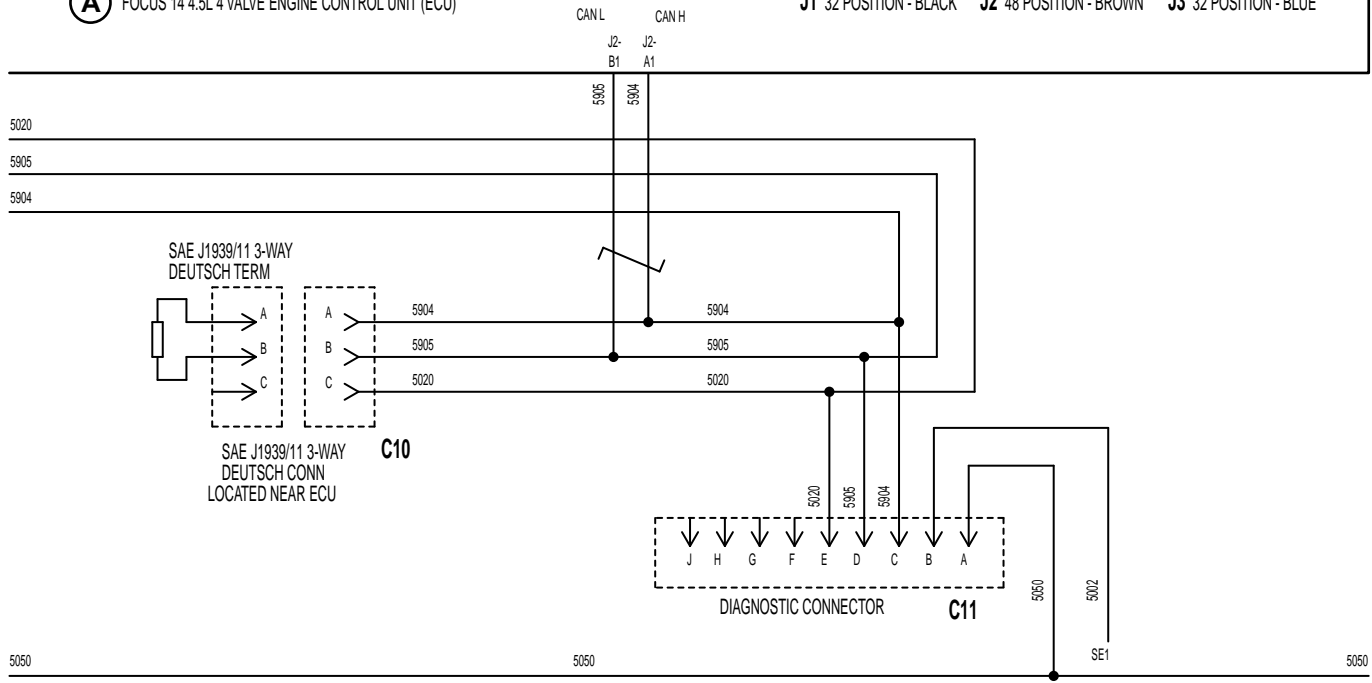 A FOCUS 14 4.5L 4 VALVE ENGINE CONTROL UNIT (ECU)
J1 32 POSITION - BLACK J2 48 POSITION - BROWN J3 32 POSITION - BLUE
CAN L CAN H
J2- J2-
B1 A1
5905 5904
5020
5905
5904
SAE J1939/11 3-WAY
DEUTSCH TERM
A A 5904 5904
B B 5905 5905
C C 5020 5020
SAE J1939/11 3-WAY
DEUTSCH CONN
LOCATED NEAR ECU
C10
5020 5905 5904
J H G F E D C B A
DIAGNOSTIC CONNECTOR C11
5050 5002
SE1
5050 5050 5050